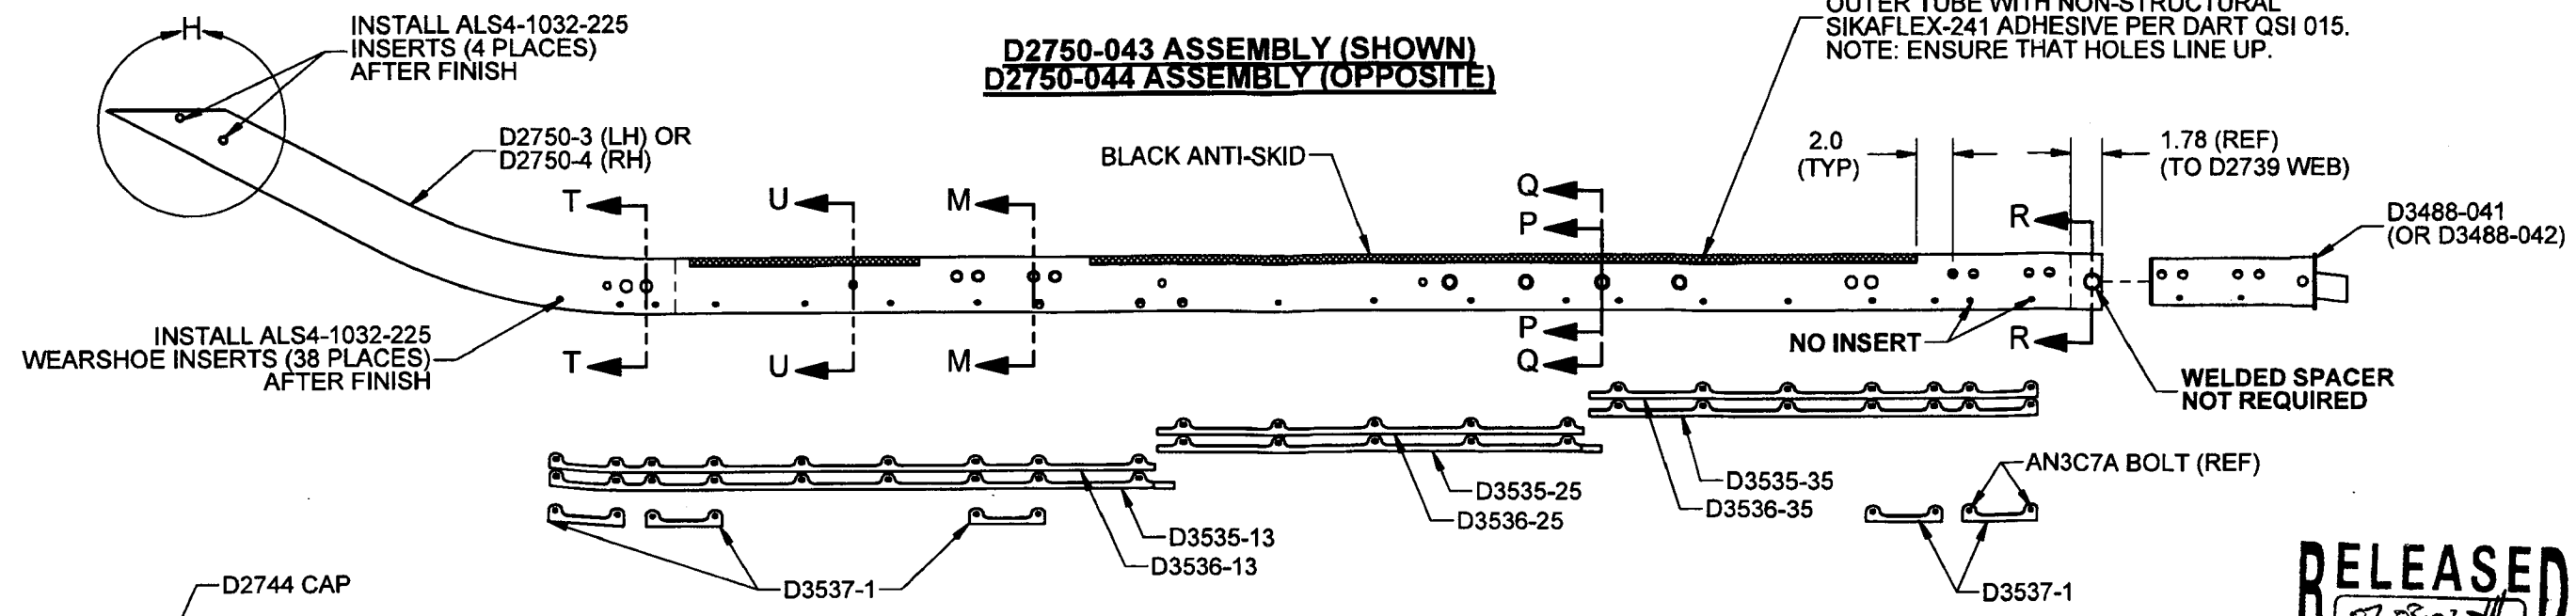 INSTALL ALS4-1032-225
INSERTS (4 PLACES)
AFTER FINISH
H
D2750-043 ASSEMBLY (SHOWN)
D2750-044 ASSEMBLY (OPPOSITE)
OUTER TUBE WITH NON-STRUCTURAL
SIKAFLEX-241 ADHESIVE PER DART QSI 015.
NOTE: ENSURE THAT HOLES LINE UP.
D2750-3 (LH) OR
D2750-4 (RH)
BLACK ANTI-SKID
2.0
(TYP)
1.78 (REF)
(TO D2739 WEB)
T
U
M
Q
P
R
D3488-041
(OR D3488-042)
INSTALL ALS4-1032-225
WEARSHOE INSERTS (38 PLACES)
AFTER FINISH
T
U
M
P
Q
NO INSERT
R
WELDED SPACER
NOT REQUIRED
D3535-35
D3536-35
AN3C7A BOLT (REF)
D3535-25
D3536-25
D3535-13
D3536-13
D3537-1
D3537-1
D2744 CAP
RELEASED